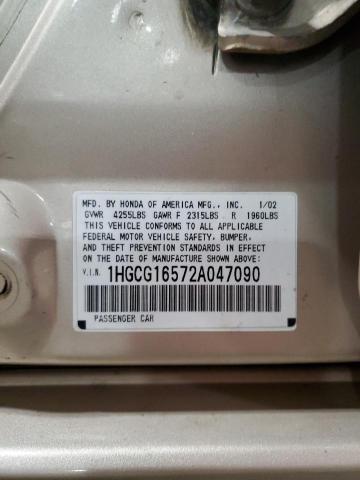 MFD. BY HONDA OF AMERICA MFG., INC. 1/02
GVWR 4255LBS GAWR F 2315LBS R 1960LBS
THIS VEHICLE CONFORMS TO ALL APPLICABLE
FEDERAL MOTOR VEHICLE SAFETY, BUMPER,
AND THEFT PREVENTION STANDARDS IN EFFECT
ON THE DATE OF MANUFACTURE SHOWN ABOVE:
V.I.N. 1HGCG16572A047090
PASSENGER CAR